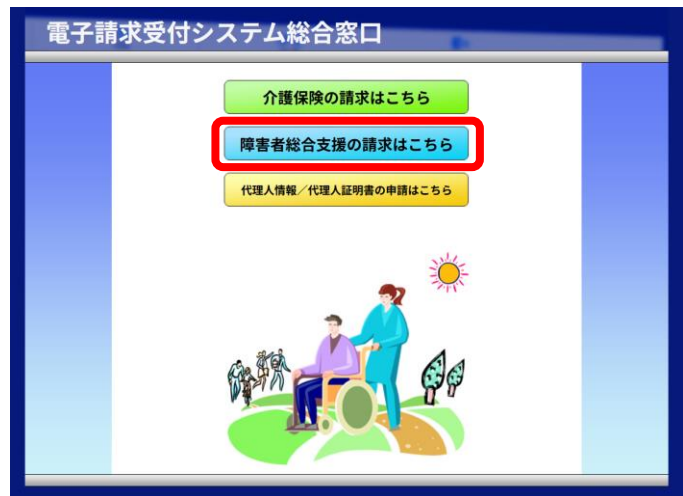 電子請求受付システム総合窓口
介護保険の請求はこちら
障害者総合支援の請求はこちら
代理人情報／代理人証明書の申請はこちら